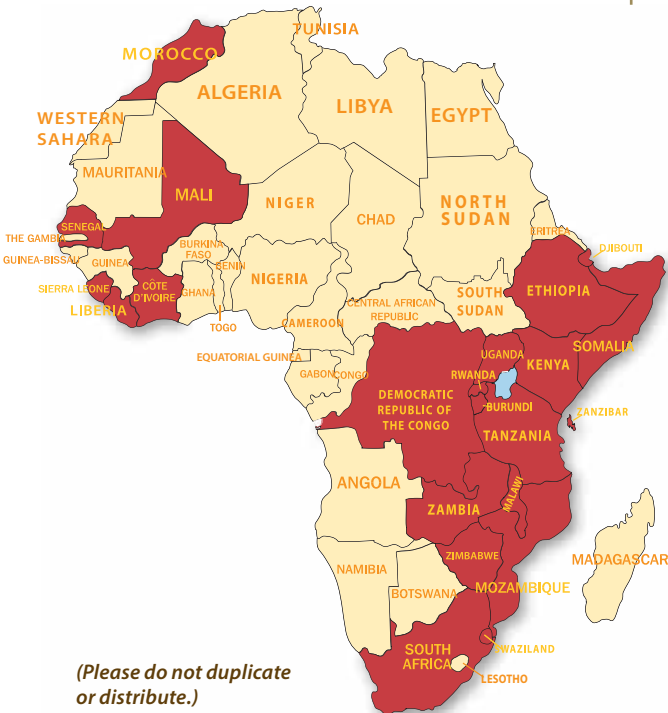 TUNISIA
MOROCCO
ALGERIA
LIBYA
EGYPT
WESTERN
SAHARA
MAURITANIA
MALI
NIGER
CHAD
NORTH
SUDAN
ERITREA
SENEGAL
THE GAMBIA
GUINEA-BISSAU
GUINEA
BURKINA
FASO
BENIN
NIGERIA
DJIBOUTI
SIERRA LEONE
LIBERIA
CÔTE
D'IVOIRE
GHANA
TOGO
CAMEROON
CENTRAL AFRICAN
REPUBLIC
SOUTH
SUDAN
ETHIOPIA
SOMALIA
EQUATORIAL GUINEA
GABON
CONGO
UGANDA
KENYA
RWANDA
DEMOCRATIC
REPUBLIC OF
THE CONGO
BURUNDI
ZANZIBAR
TANZANIA
ANGOLA
ZAMBIA
MALAWI
ZIMBABWE
MOZAMBIQUE
MADAGASCAR
NAMIBIA
BOTSWANA
SOUTH
AFRICA
SWAZILAND
LESOTHO
(Please do not duplicate
or distribute.)